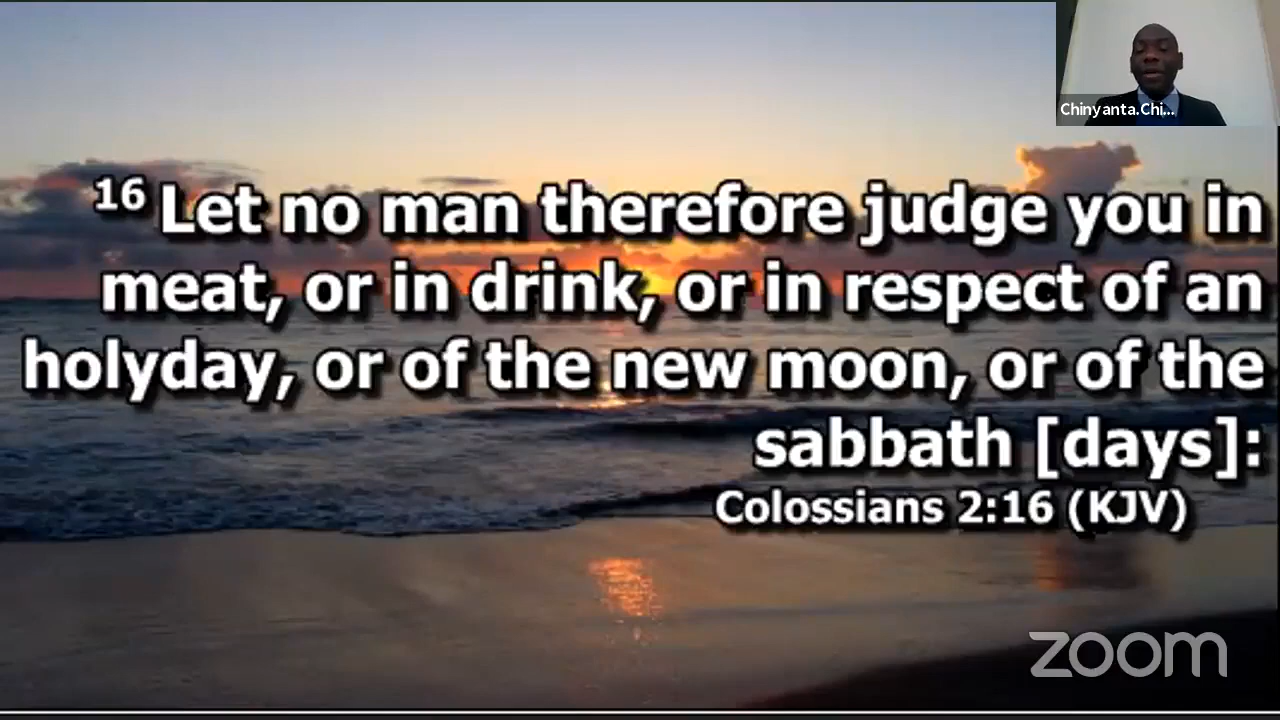 Chinyanta.Chi...
16 Let no man therefore judge you in
meat, or in drink, or in respect of an
holyday, or of the new moon, or of the
sabbath [days]:
Colossians 2:16 (KJV)
zoom